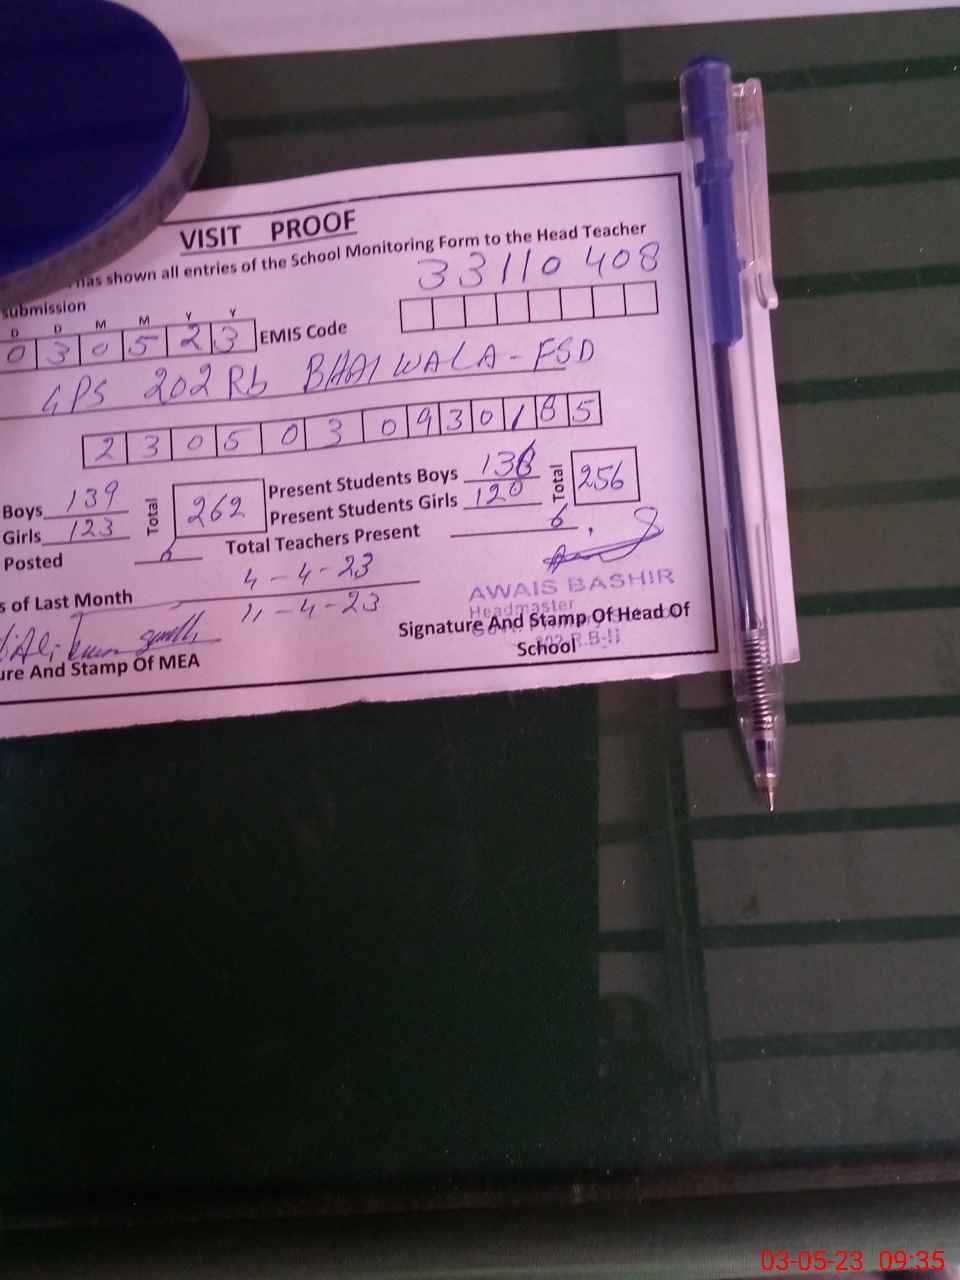 VISIT PROOF
has shown all entries of the School Monitoring Form to the Head Teacher
submission
33110408
D D M M Y Y
0 3 0 5 2 3 EMIS Code
GPS 202 Rb BHAIWALA-FSD
2 3 0 5 0 3 0 9 3 0 1 8 5
Boys 139 Total 262 Present Students Boys 136 Total 256
Girls 123 Present Students Girls 120
Posted 6 Total Teachers Present 6
s of Last Month 4-4-23
11-4-23
AWAIS BASHIR
Headmaster
Signature And Stamp Of Head Of
School
ure And Stamp Of MEA
03-05-23 09:35